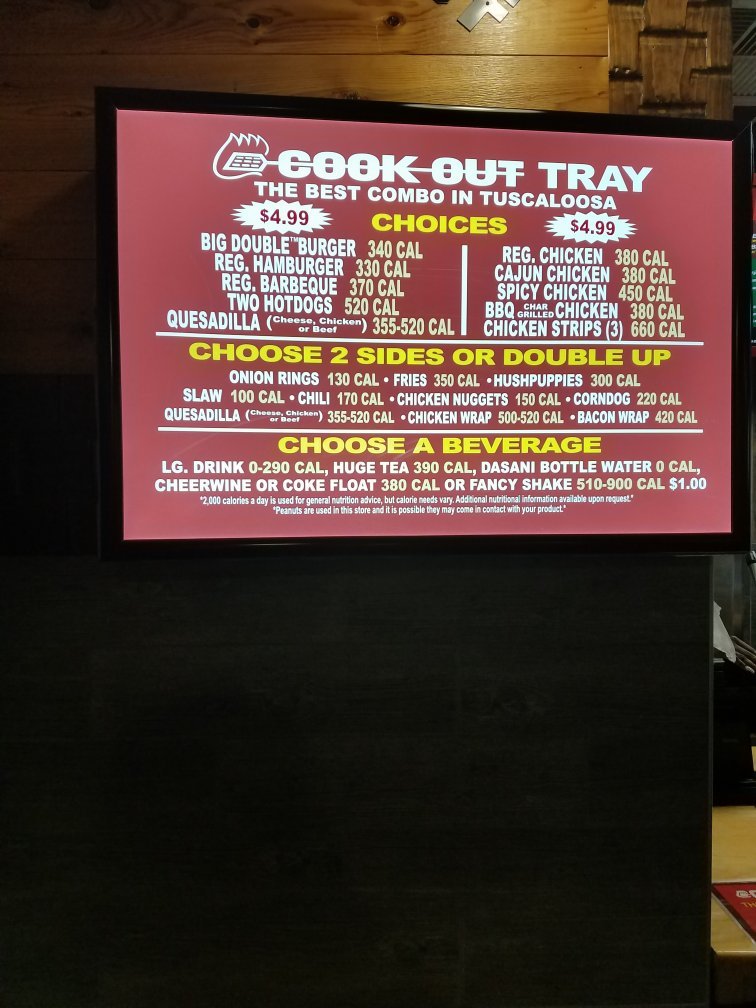 COOK OUT TRAY
THE BEST COMBO IN TUSCALOOSA
$4.99 CHOICES $4.99
BIG DOUBLE™BURGER 340 CAL
REG. HAMBURGER 330 CAL
REG. BARBEQUE 370 CAL
TWO HOTDOGS 520 CAL
QUESADILLA (Cheese, Chicken or Beef) 355-520 CAL
REG. CHICKEN 380 CAL
CAJUN CHICKEN 380 CAL
SPICY CHICKEN 450 CAL
BBQ CHAR GRILLED CHICKEN 380 CAL
CHICKEN STRIPS (3) 660 CAL
CHOOSE 2 SIDES OR DOUBLE UP
ONION RINGS 130 CAL • FRIES 350 CAL • HUSHPUPPIES 300 CAL
SLAW 100 CAL • CHILI 170 CAL • CHICKEN NUGGETS 150 CAL • CORNDOG 220 CAL
QUESADILLA (Cheese, Chicken or Beef) 355-520 CAL • CHICKEN WRAP 500-520 CAL • BACON WRAP 420 CAL
CHOOSE A BEVERAGE
LG. DRINK 0-290 CAL, HUGE TEA 390 CAL, DASANI BOTTLE WATER 0 CAL,
CHEERWINE OR COKE FLOAT 380 CAL OR FANCY SHAKE 510-900 CAL $1.00
*2,000 calories a day is used for general nutrition advice, but calorie needs vary. Additional nutritional information available upon request.*
*Peanuts are used in this store and it is possible they may come in contact with your product.*